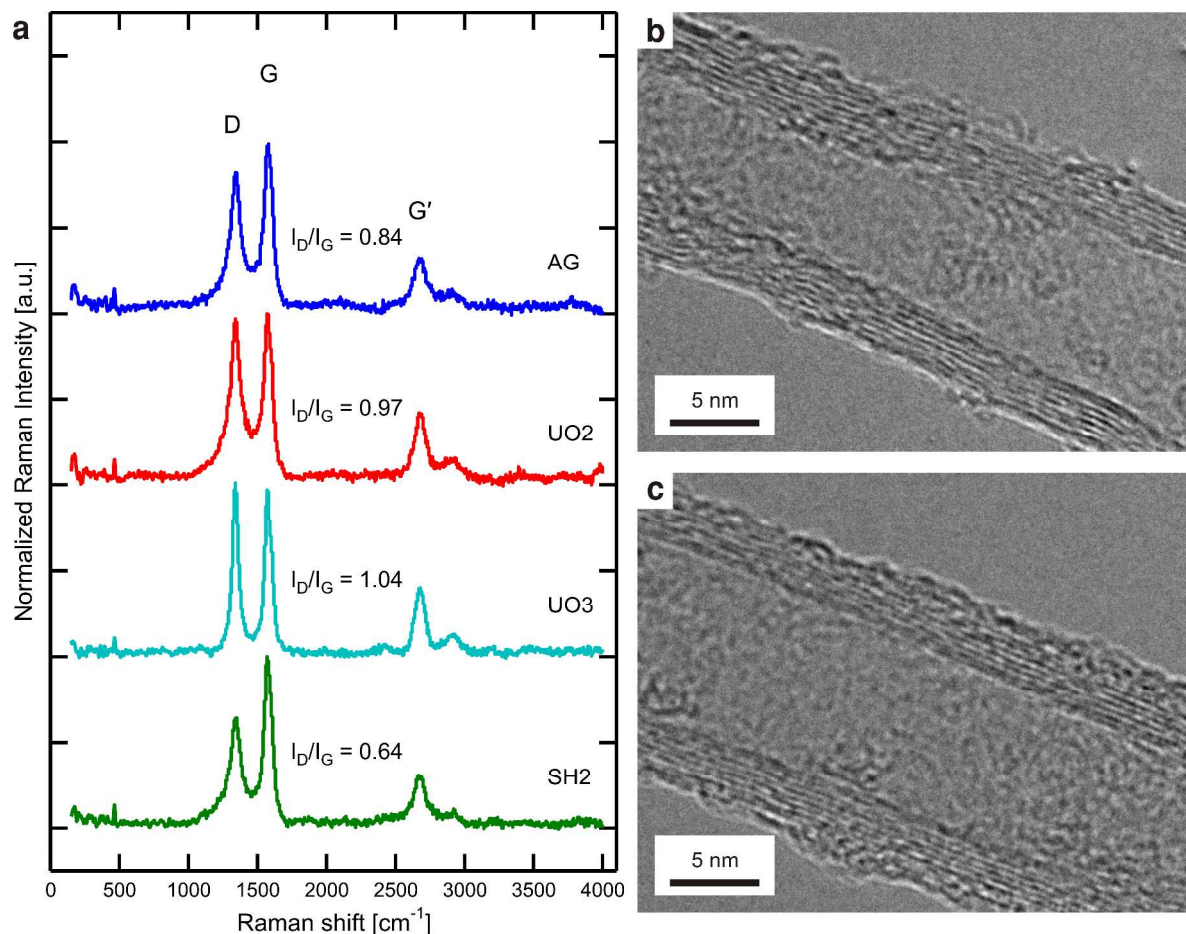 a
G
D
G′
I_D/I_G = 0.84
AG
I_D/I_G = 0.97
UO2
I_D/I_G = 1.04
UO3
I_D/I_G = 0.64
SH2
0 500 1000 1500 2000 2500 3000 3500 4000
Raman shift [cm⁻¹]
Normalized Raman Intensity [a.u.]
b
5 nm
c
5 nm